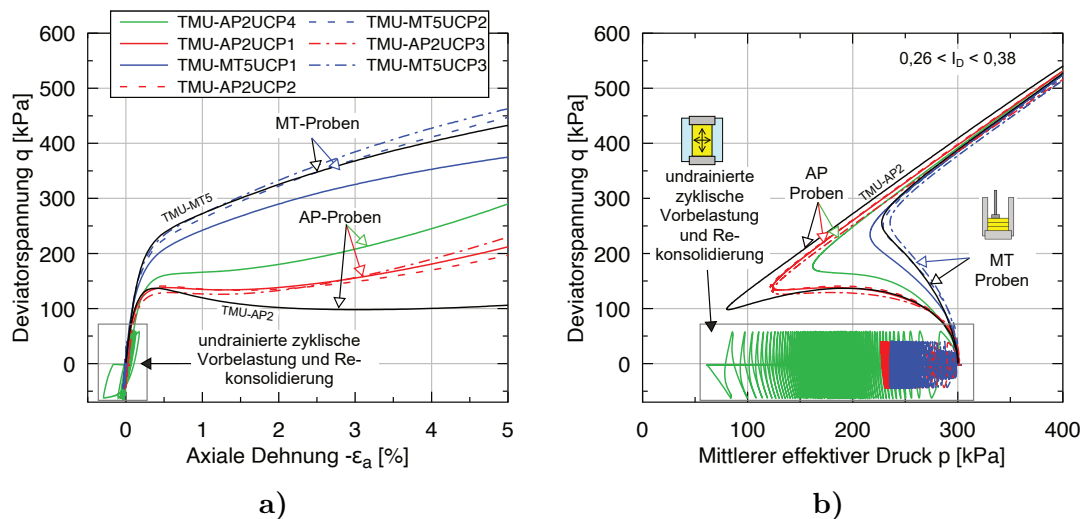 TMU-AP2UCP4
TMU-AP2UCP1
TMU-MT5UCP1
TMU-AP2UCP2
TMU-MT5UCP2
TMU-AP2UCP3
TMU-MT5UCP3
Deviatorspannung q [kPa]
600
500
400
300
200
100
0
MT-Proben
TMU-MT5
AP-Proben
TMU-AP2
undrainierte zyklische
Vorbelastung und Re-
konsolidierung
0
1
2
3
4
5
Axiale Dehnung -εa [%]
a)
Deviatorspannung q [kPa]
600
500
400
300
200
100
0
0,26 < ID < 0,38
undrainierte
zyklische
Vorbelastung
und Re-
konsolidierung
AP
Proben
TMU-AP2
MT
Proben
0
100
200
300
400
Mittlerer effektiver Druck p [kPa]
b)